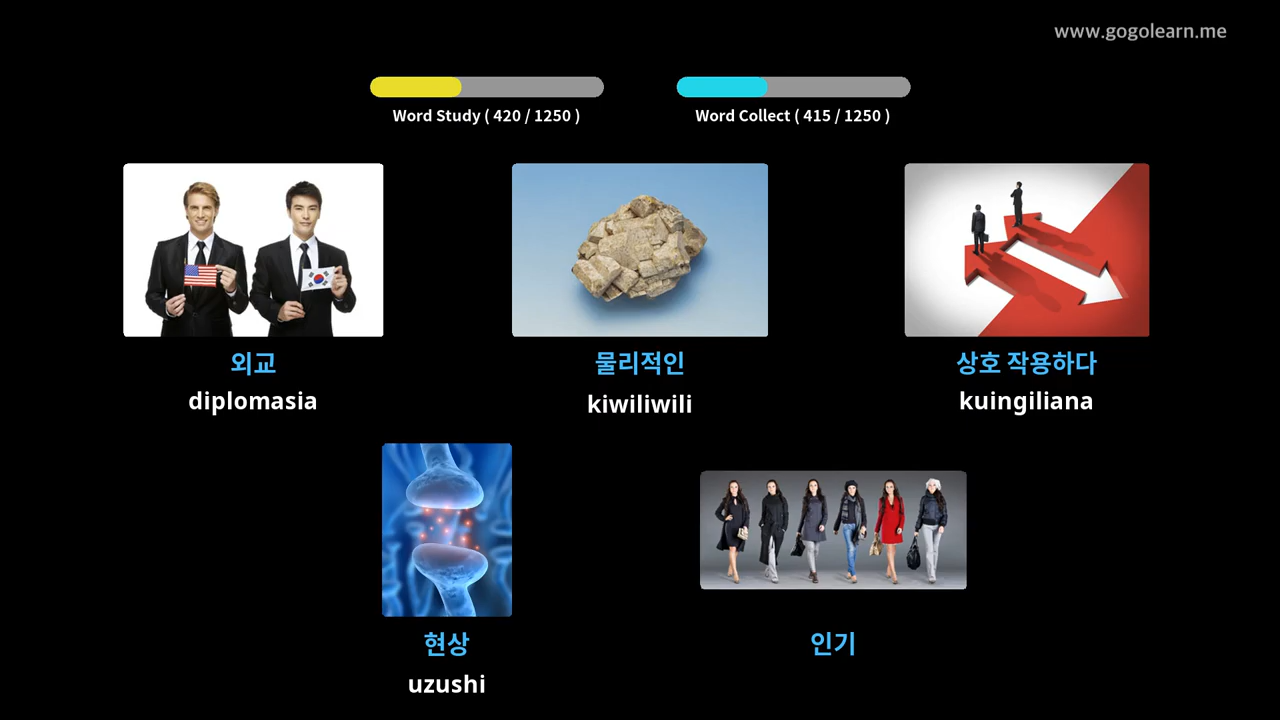 www.gogolearn.me
Word Study ( 420 / 1250 )
Word Collect ( 415 / 1250 )
외교
diplomasia
물리적인
kiwiliwili
상호 작용하다
kuingiliana
현상
uzushi
인기